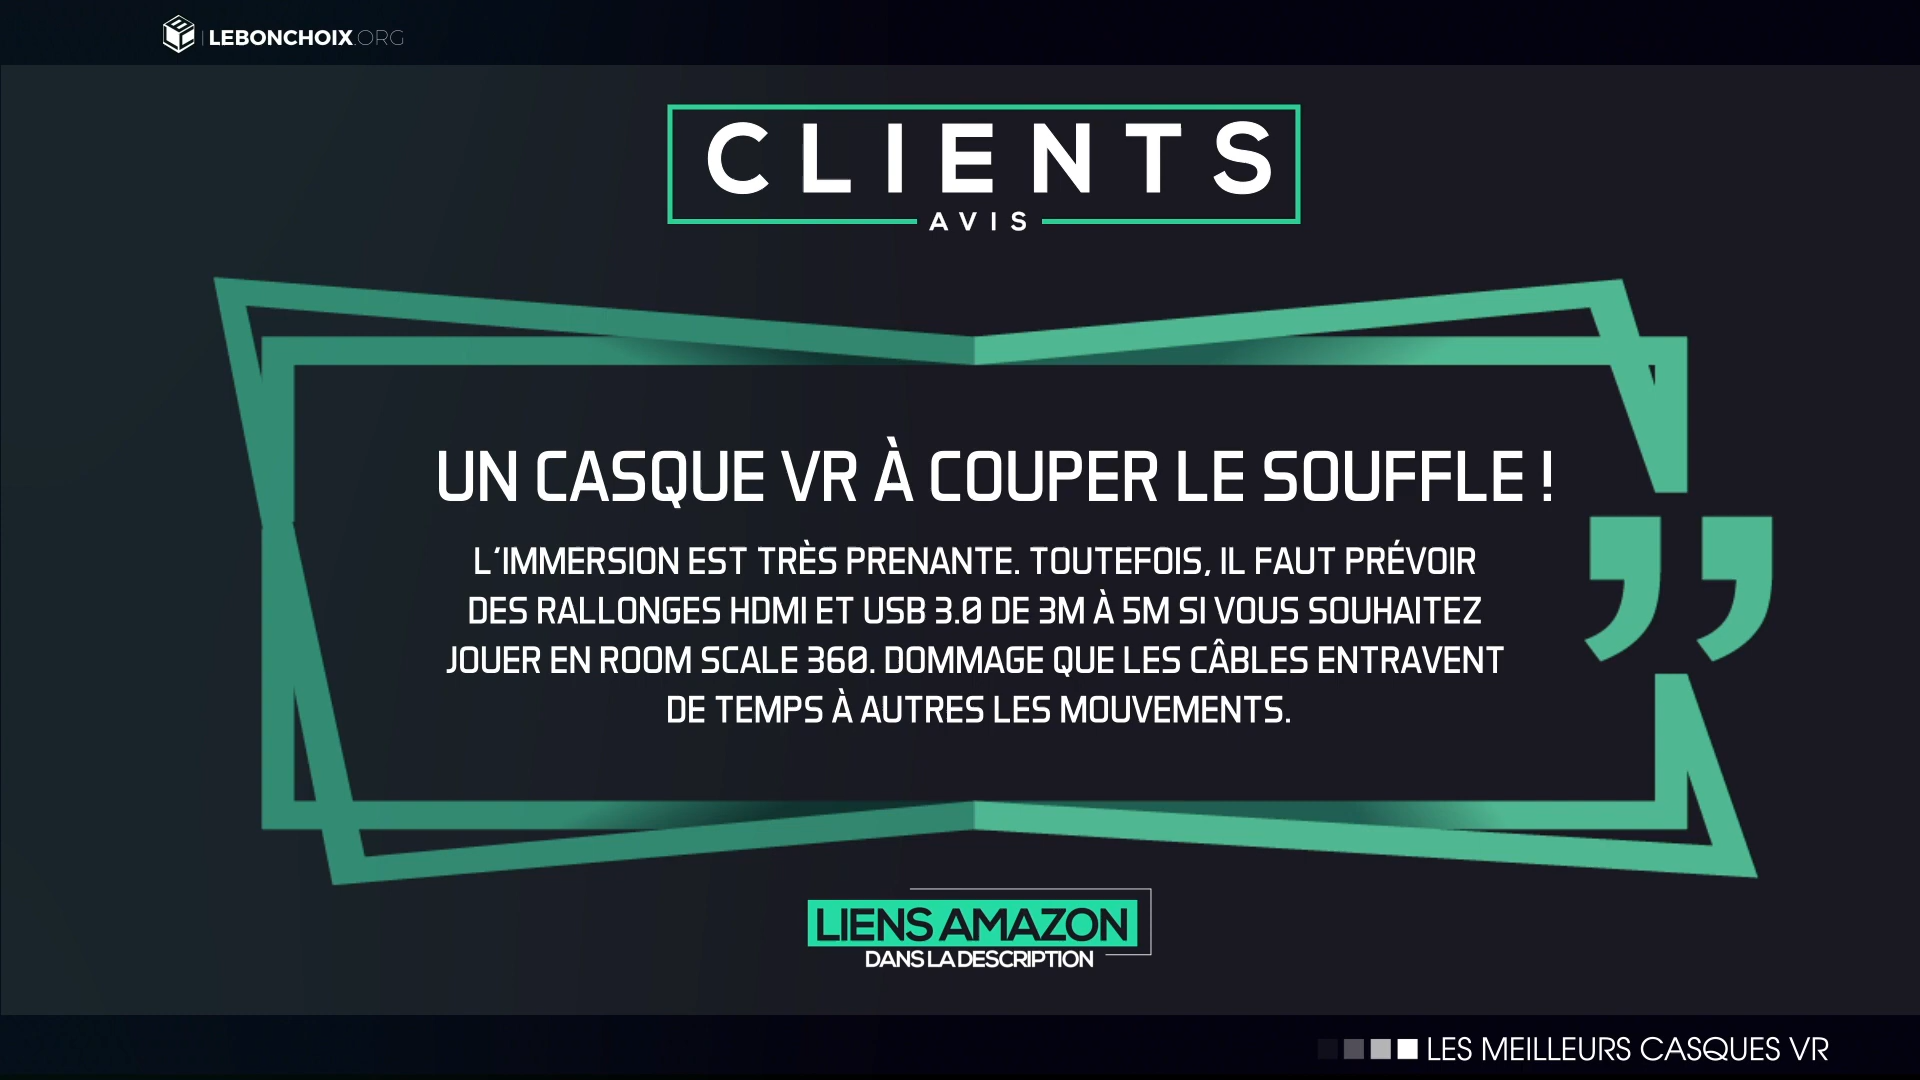 LEBONCHOIX.ORG
CLIENTS
AVIS
UN CASQUE VR À COUPER LE SOUFFLE !
L'IMMERSION EST TRÈS PRENANTE. TOUTEFOIS, IL FAUT PRÉVOIR
DES RALLONGES HDMI ET USB 3.0 DE 3M À 5M SI VOUS SOUHAITEZ
JOUER EN ROOM SCALE 360. DOMMAGE QUE LES CÂBLES ENTRAVENT
DE TEMPS À AUTRES LES MOUVEMENTS.
LIENS AMAZON
DANS LA DESCRIPTION
LES MEILLEURS CASQUES VR